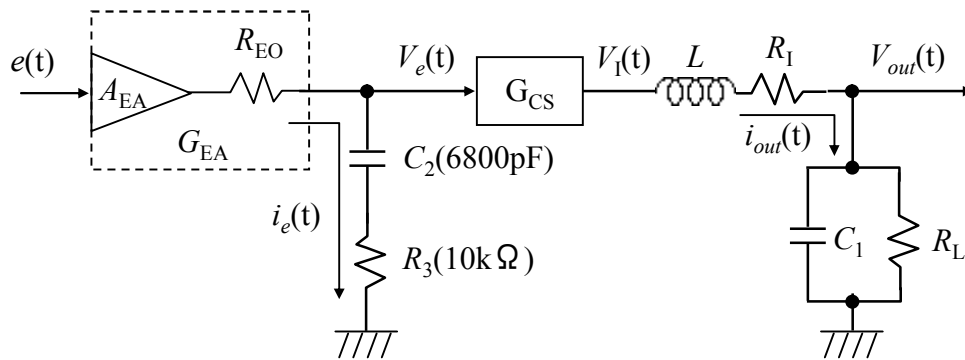 e(t)
A_EA
R_EO
G_EA
V_e(t)
G_CS
V_I(t)
L
R_I
V_out(t)
i_out(t)
C_2(6800pF)
i_e(t)
R_3(10kΩ)
C_1
R_L